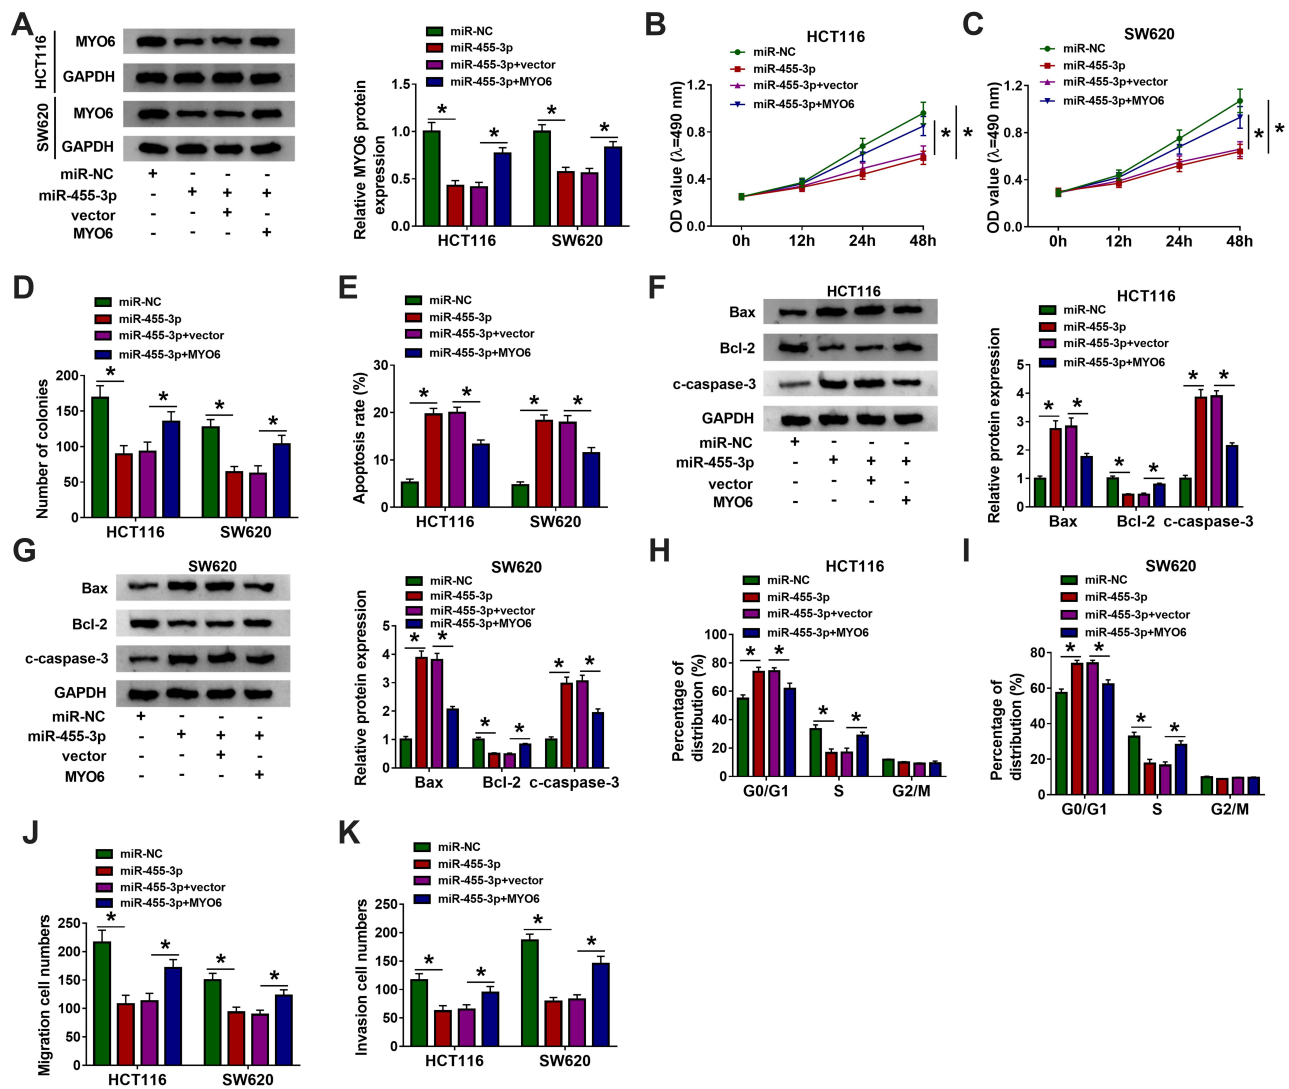 A
HCT116
SW620
MYO6
GAPDH
MYO6
GAPDH
miR-NC + - - -
miR-455-3p - + + +
vector - - + -
MYO6 - - - +
miR-NC
miR-455-3p
miR-455-3p+vector
miR-455-3p+MYO6
Relative MYO6 protein
expression
1.5
1.0
0.5
0.0
* * * *
HCT116 SW620
B
HCT116
miR-NC
miR-455-3p
miR-455-3p+vector
miR-455-3p+MYO6
OD value (λ=490 nm)
1.2
0.8
0.4
0.0
* *
0h 12h 24h 48h
C
SW620
miR-NC
miR-455-3p
miR-455-3p+vector
miR-455-3p+MYO6
OD value (λ=490 nm)
1.2
0.8
0.4
0.0
* *
0h 12h 24h 48h
D
miR-NC
miR-455-3p
miR-455-3p+vector
miR-455-3p+MYO6
Number of colonies
200
150
100
50
0
* * * *
HCT116 SW620
E
miR-NC
miR-455-3p
miR-455-3p+vector
miR-455-3p+MYO6
Apoptosis rate (%)
30
20
10
0
* * * *
HCT116 SW620
F
HCT116
Bax
Bcl-2
c-caspase-3
GAPDH
miR-NC + - - -
miR-455-3p - + + +
vector - - + -
MYO6 - - - +
HCT116
miR-NC
miR-455-3p
miR-455-3p+vector
miR-455-3p+MYO6
Relative protein expression
5
4
3
2
1
0
* * * * * *
Bax Bcl-2 c-caspase-3
G
SW620
Bax
Bcl-2
c-caspase-3
GAPDH
miR-NC + - - -
miR-455-3p - + + +
vector - - + -
MYO6 - - - +
SW620
miR-NC
miR-455-3p
miR-455-3p+vector
miR-455-3p+MYO6
Relative protein expression
5
4
3
2
1
0
* * * * * *
Bax Bcl-2 c-caspase-3
H
HCT116
miR-NC
miR-455-3p
miR-455-3p+vector
miR-455-3p+MYO6
Percentage of
distribution (%)
100
80
60
40
20
0
* * * *
G0/G1 S G2/M
I
SW620
miR-NC
miR-455-3p
miR-455-3p+vector
miR-455-3p+MYO6
Percentage of
distribution (%)
80
60
40
20
0
* * * *
G0/G1 S G2/M
J
miR-NC
miR-455-3p
miR-455-3p+vector
miR-455-3p+MYO6
Migration cell numbers
250
200
150
100
50
0
* * * *
HCT116 SW620
K
miR-NC
miR-455-3p
miR-455-3p+vector
miR-455-3p+MYO6
Invasion cell numbers
250
200
150
100
50
0
* * * *
HCT116 SW620